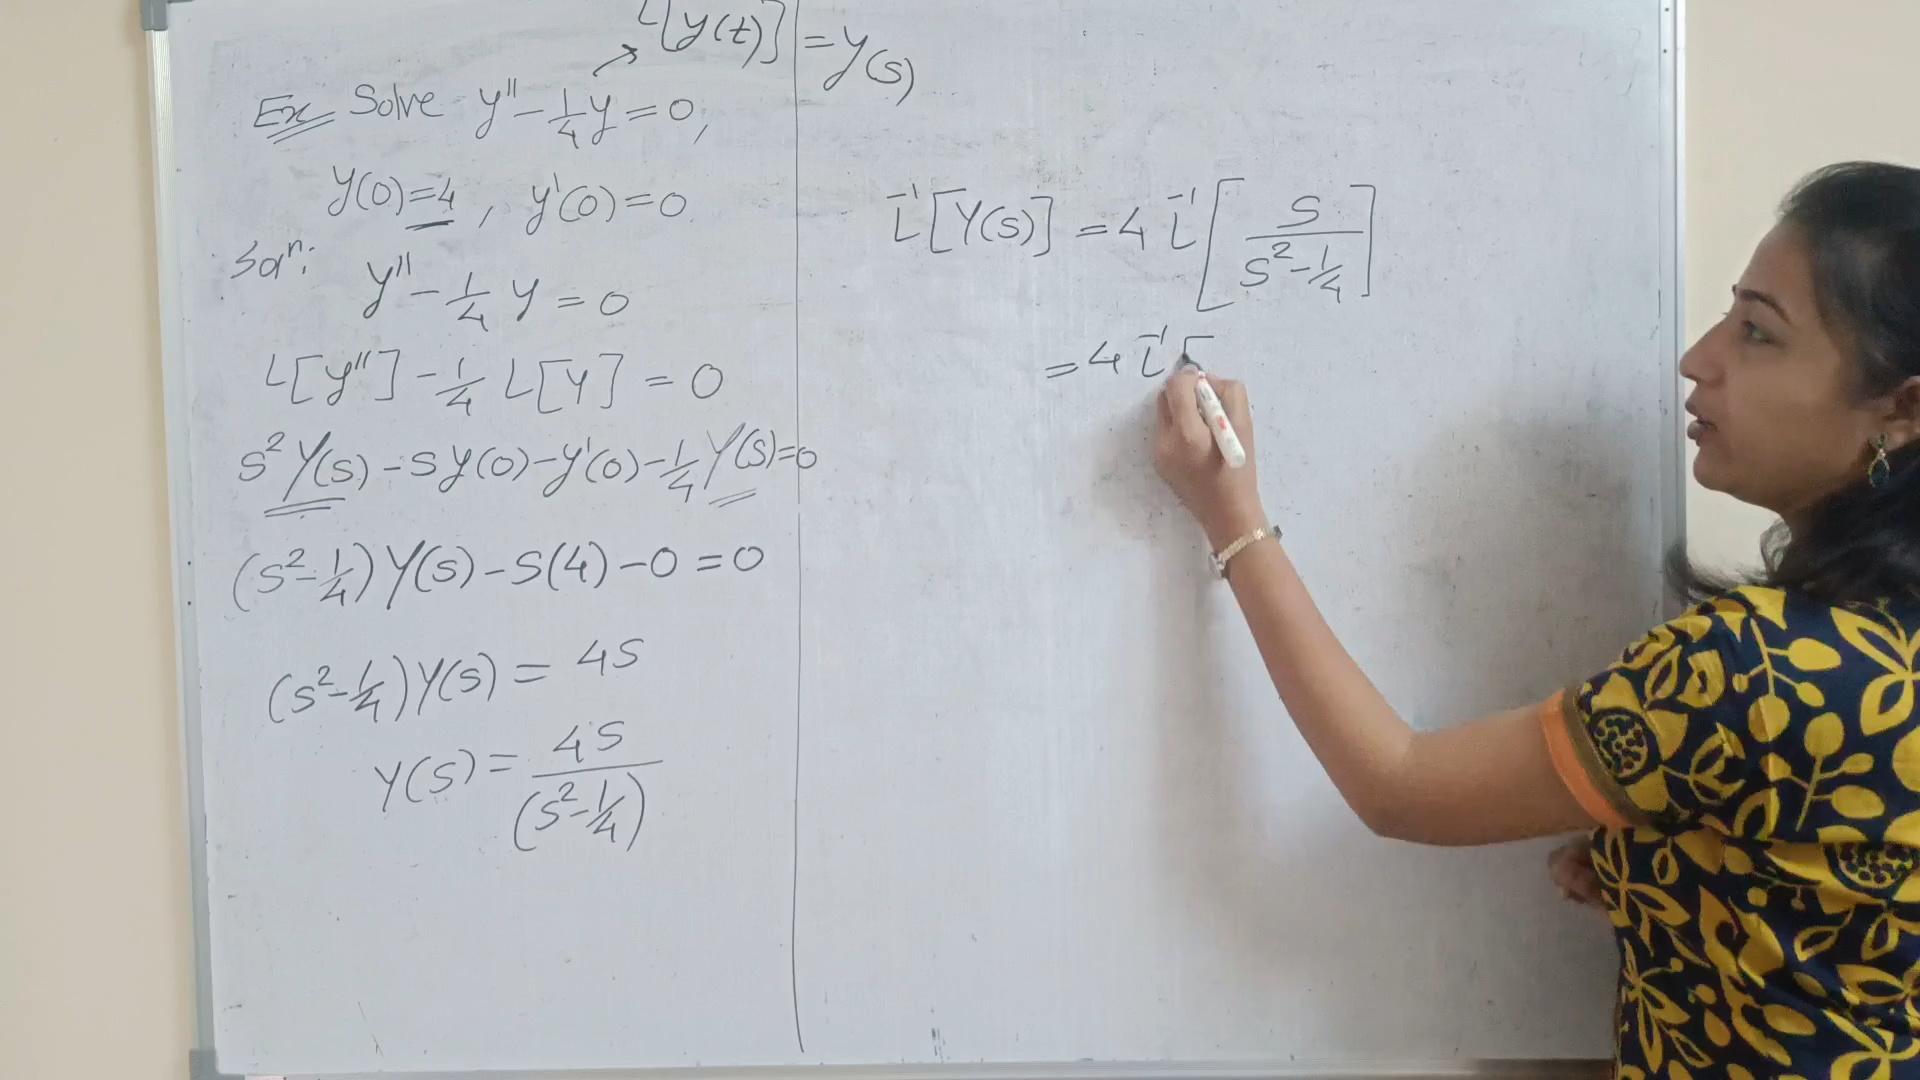 L[y(t)] = y(s)
Ex Solve y'' - 1/4 y = 0,
y(0) = 4, y'(0) = 0
Solⁿ:
y'' - 1/4 y = 0
L[y''] - 1/4 L[y] = 0
s² Y(s) - s y(0) - y'(0) - 1/4 Y(s) = 0
(s² - 1/4) Y(s) - s(4) - 0 = 0
(s² - 1/4) Y(s) = 4s
Y(s) = 4s / (s² - 1/4)
L⁻¹[Y(s)] = 4 L⁻¹[s / (s² - 1/4)]
= 4 L⁻¹[